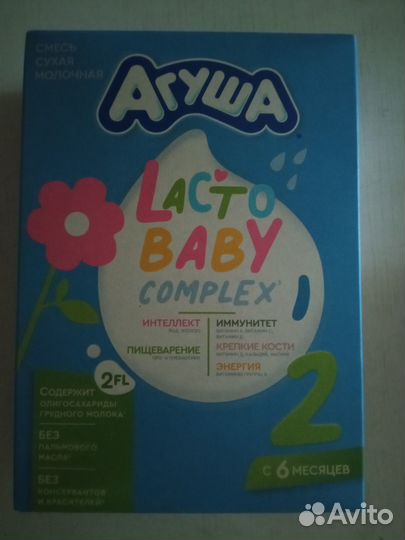 СМЕСЬ
СУХАЯ
МОЛОЧНАЯ
АГУША
LACTO
BABY
COMPLEX
ИНТЕЛЛЕКТ
ИММУНИТЕТ
ПИЩЕВАРЕНИЕ
КРЕПКИЕ КОСТИ
ЭНЕРГИЯ
2
С 6 МЕСЯЦЕВ
СОДЕРЖИТ 2FL
ОЛИГОСАХАРИДЫ
ГРУДНОГО МОЛОКА
БЕЗ
ПАЛЬМОВОГО
МАСЛА
БЕЗ
КОНСЕРВАНТОВ
И КРАСИТЕЛЕЙ
Avito